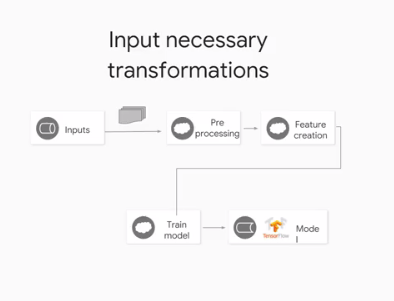 Input necessary
transformations
Inputs
Pre
processing
Feature
creation
Train
model
TensorFlow
Mode
l